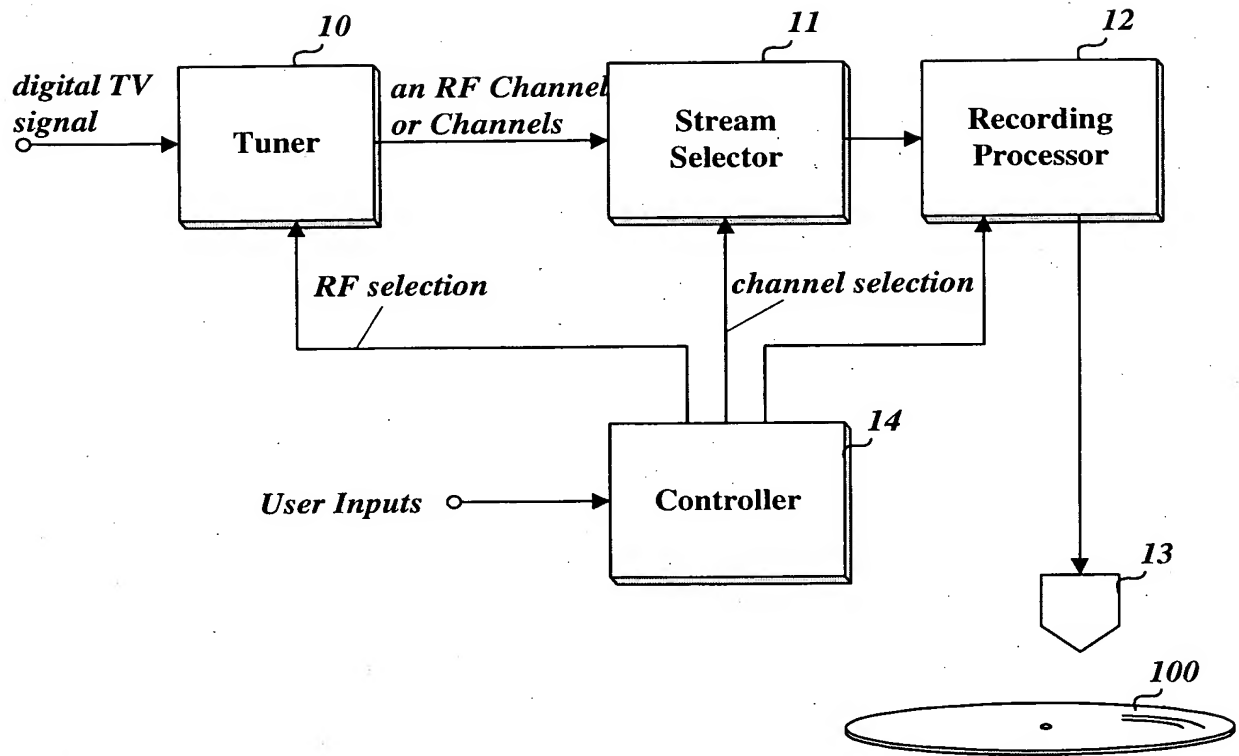 10
11
12
digital TV
signal
Tuner
an RF Channel
or Channels
Stream
Selector
Recording
Processor
RF selection
channel selection
14
User Inputs
Controller
13
100